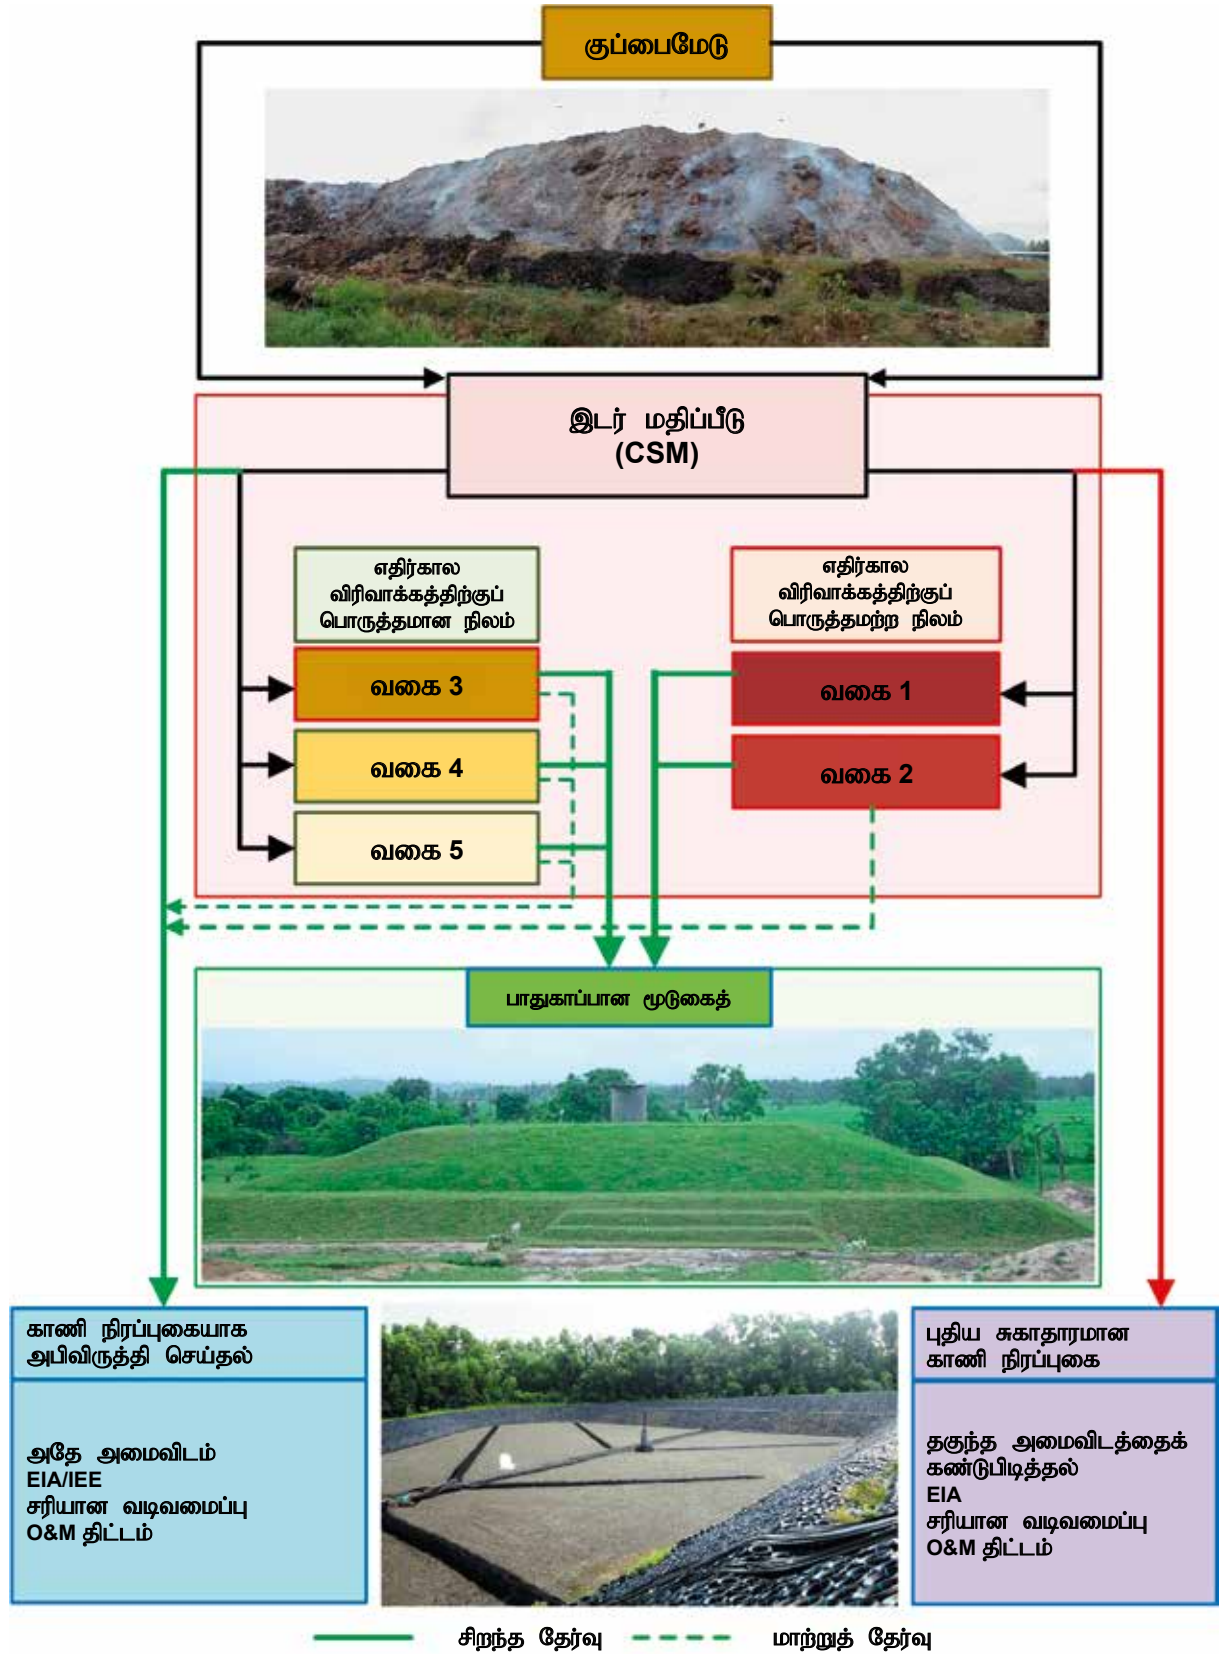 குப்பைமேடு
இடர் மதிப்பீடு
(CSM)
எதிர்கால
விரிவாக்கத்திற்குப்
பொருத்தமான நிலம்
வகை 3
வகை 4
வகை 5
எதிர்கால
விரிவாக்கத்திற்குப்
பொருத்தமற்ற நிலம்
வகை 1
வகை 2
பாதுகாப்பான மூடுகைத்
காணி நிரப்புகையாக
அபிவிருத்தி செய்தல்
அதே அமைவிடம்
EIA/IEE
சரியான வடிவமைப்பு
O&M திட்டம்
புதிய சுகாதாரமான
காணி நிரப்புகை
தகுந்த அமைவிடத்தைக்
கண்டுபிடித்தல்
EIA
சரியான வடிவமைப்பு
O&M திட்டம்
சிறந்த தேர்வு
மாற்றுத் தேர்வு